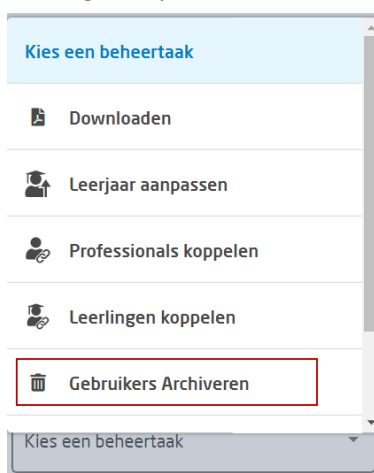 Kies een beheertaak
Downloaden
Leerjaar aanpassen
Professionals koppelen
Leerlingen koppelen
Gebruikers Archiveren
Kies een beheertaak